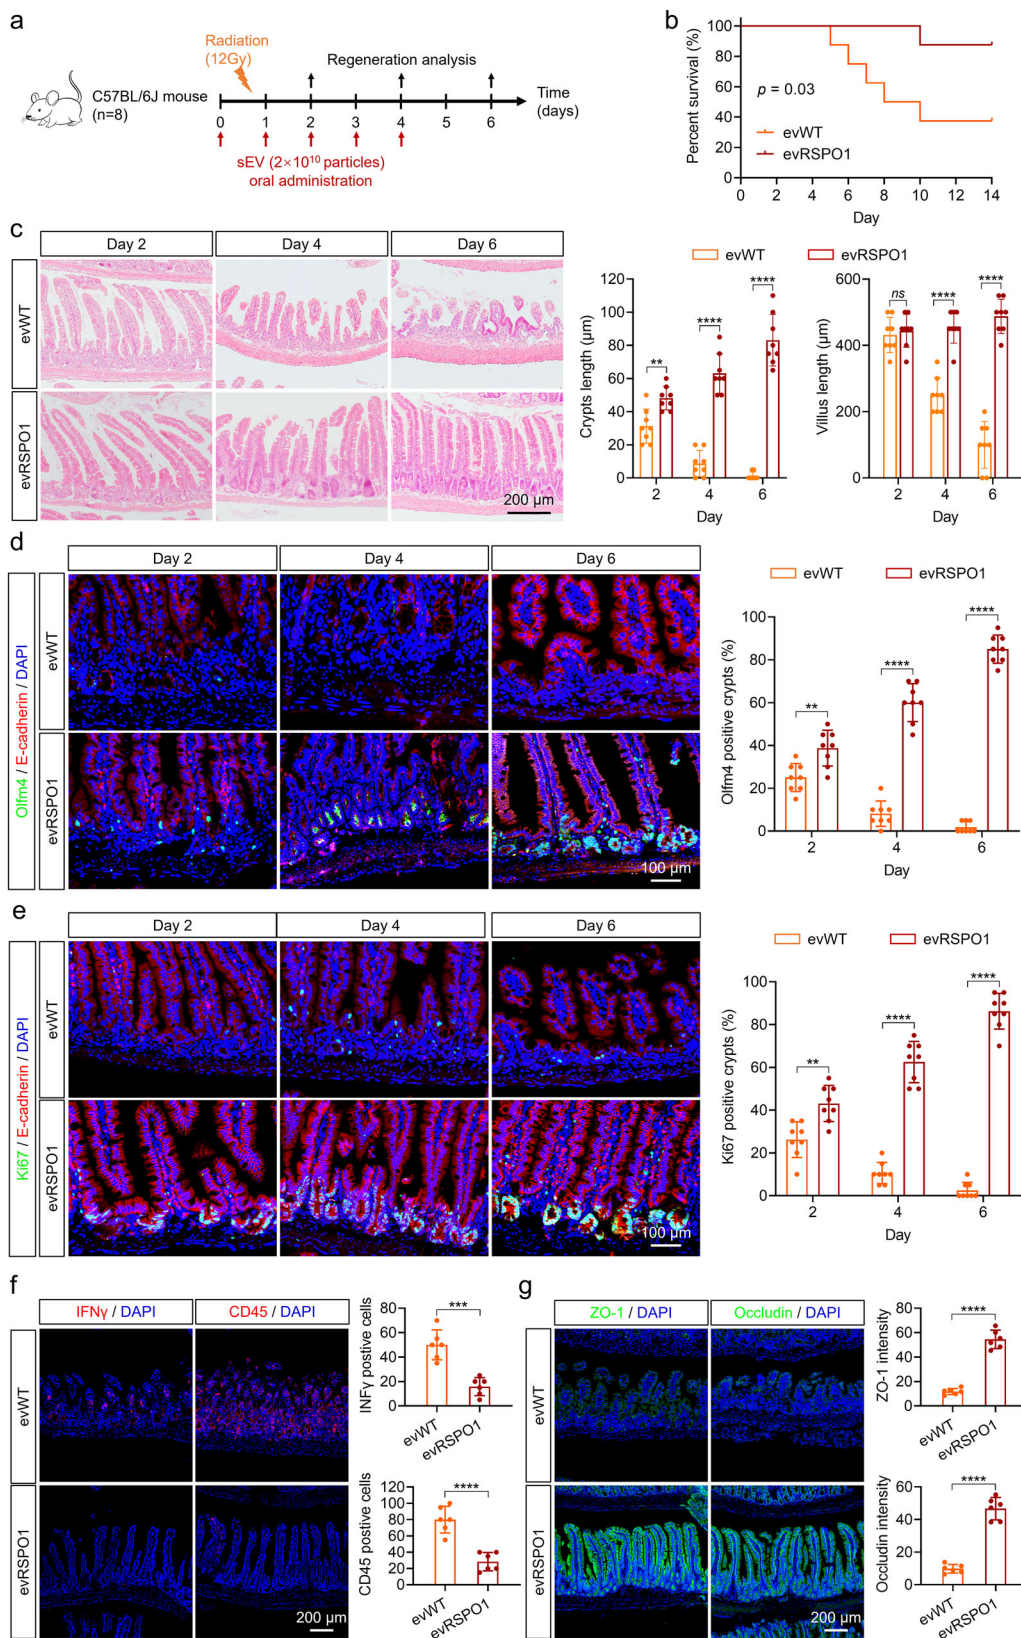 a
Radiation
(12Gy)
Regeneration analysis
C57BL/6J mouse
(n=8)
Time
(days)
0 1 2 3 4 5 6
sEV (2×10¹⁰ particles)
oral administration
b
Percent survival (%)
100
80
60
40
20
0
p = 0.03
evWT
evRSPO1
0 2 4 6 8 10 12 14
Day
c
Day 2 Day 4 Day 6
evWT
evRSPO1
200 µm
evWT evRSPO1
Crypts length (µm)
120
100
80
60
40
20
0
** **** ****
2 4 6
Day
Villus length (µm)
600
400
200
0
ns **** ****
2 4 6
Day
d
Day 2 Day 4 Day 6
Olfm4 / E-cadherin / DAPI
evWT
evRSPO1
100 µm
evWT evRSPO1
Olfm4 positive crypts (%)
100
80
60
40
20
0
** **** ****
2 4 6
Day
e
Day 2 Day 4 Day 6
Ki67 / E-cadherin / DAPI
evWT
evRSPO1
100 µm
evWT evRSPO1
Ki67 positive crypts (%)
100
80
60
40
20
0
** **** ****
2 4 6
Day
f
IFNγ / DAPI CD45 / DAPI
evWT
evRSPO1
200 µm
INFγ postive cells
80
60
40
20
0
***
evWT
evRSPO1
CD45 postive cells
120
100
80
60
40
20
0
****
evWT
evRSPO1
g
ZO-1 / DAPI Occludin / DAPI
evWT
evRSPO1
200 µm
ZO-1 intensity
80
60
40
20
0
****
evWT
evRSPO1
Occludin intensity
60
40
20
0
****
evWT
evRSPO1